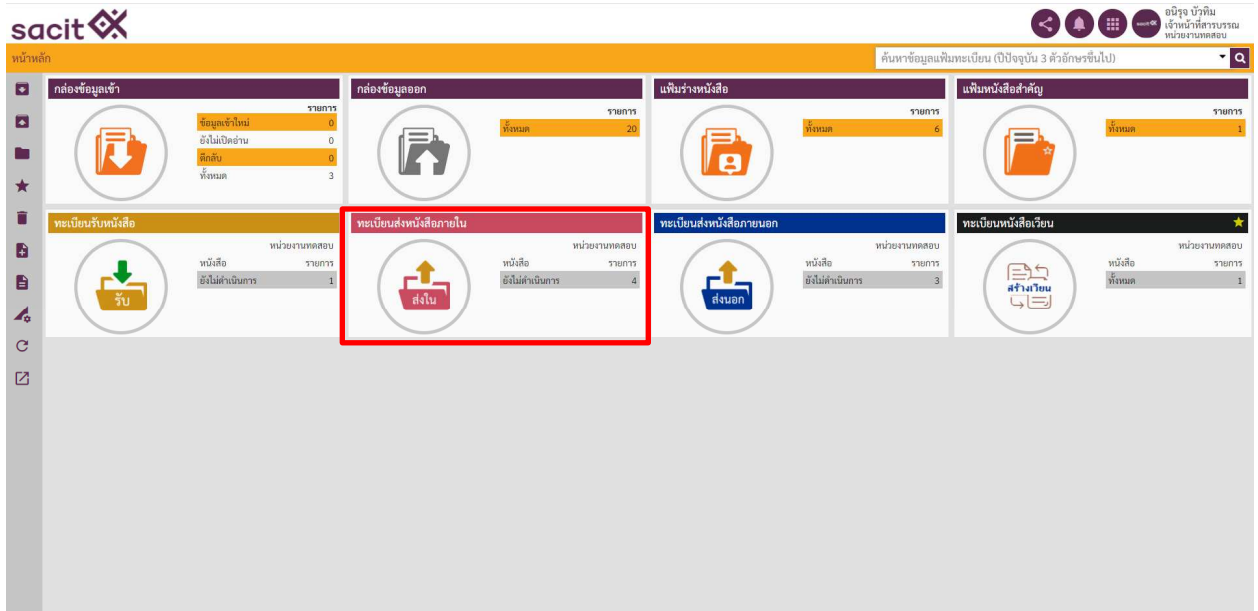 sacit
อนิรุจ บัวทิม
เจ้าหน้าที่สารบรรณ
หน่วยงานทดสอบ
หน้าหลัก
ค้นหาข้อมูลแฟ้มทะเบียน (ปีปัจจุบัน 3 ตัวอักษรขึ้นไป)
กล่องข้อมูลเข้า
รายการ
ข้อมูลเข้าใหม่ 0
ยังไม่เปิดอ่าน 0
ตีกลับ 0
ทั้งหมด 3
กล่องข้อมูลออก
รายการ
ทั้งหมด 20
แฟ้มร่างหนังสือ
รายการ
ทั้งหมด 6
แฟ้มหนังสือสำคัญ
รายการ
ทั้งหมด 1
ทะเบียนรับหนังสือ
หน่วยงานทดสอบ
หนังสือ รายการ
ยังไม่ดำเนินการ 1
รับ
ทะเบียนส่งหนังสือภายใน
หน่วยงานทดสอบ
หนังสือ รายการ
ยังไม่ดำเนินการ 4
ส่งใน
ทะเบียนส่งหนังสือภายนอก
หน่วยงานทดสอบ
หนังสือ รายการ
ยังไม่ดำเนินการ 3
ส่งนอก
ทะเบียนหนังสือเวียน
หน่วยงานทดสอบ
หนังสือ รายการ
ทั้งหมด 1
สร้างเวียน